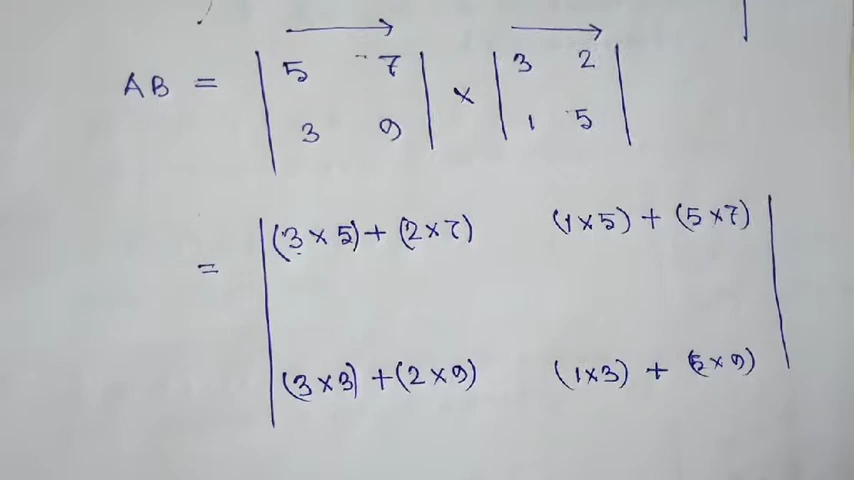 AB = | 5 7 | × | 3 2 |
| 3 9 | | 1 5 |
= | (3×5)+(2×7) (1×5)+(5×7) |
| (3×3)+(2×9) (1×3)+(5×9) |